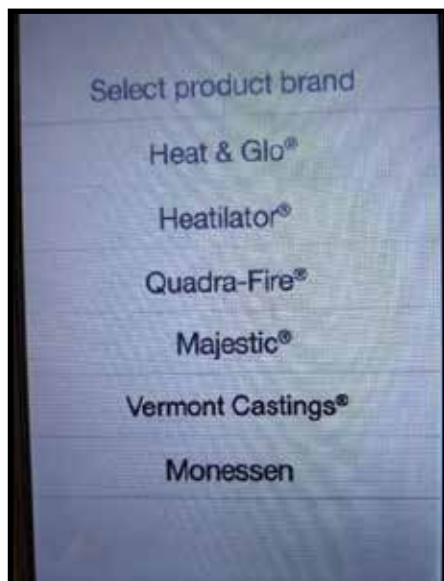 Select product brand
Heat & Glo®
Heatilator®
Quadra-Fire®
Majestic®
Vermont Castings®
Monessen